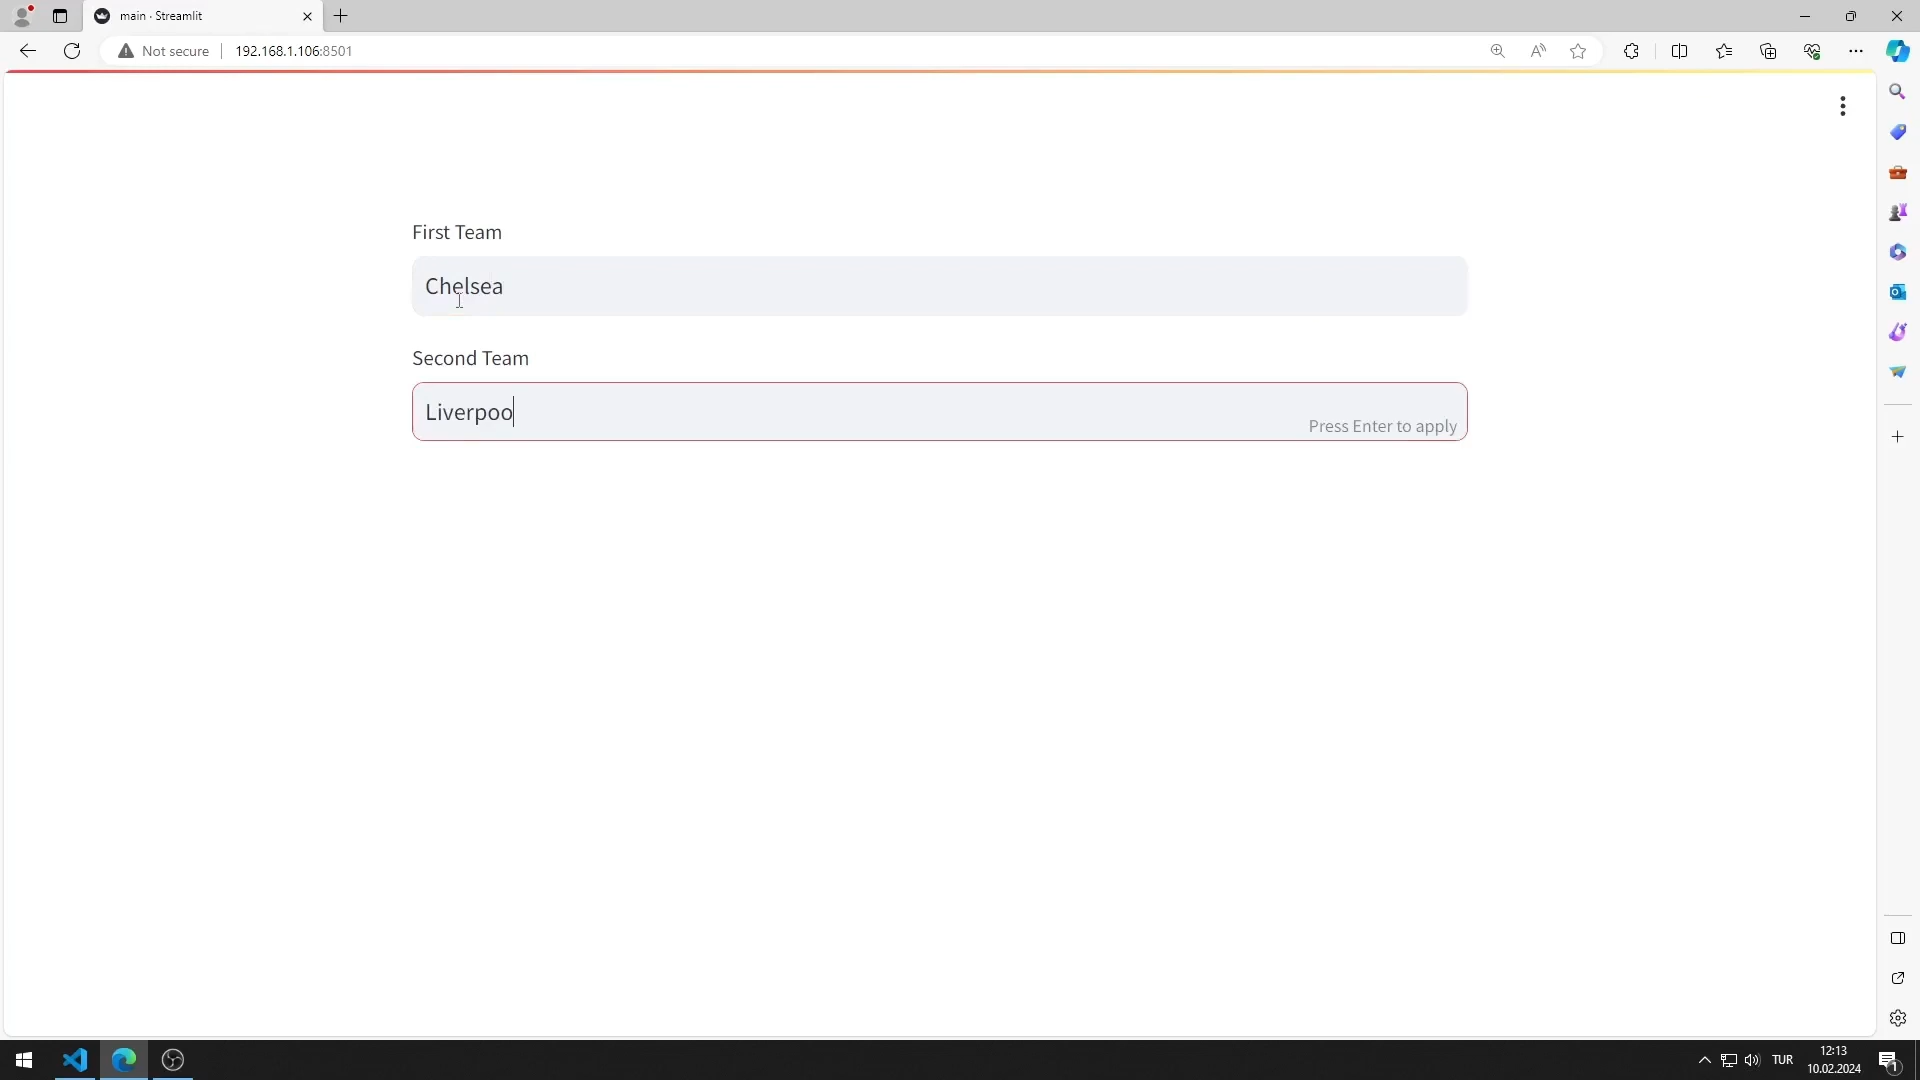 main · Streamlit
Not secure
192.168.1.106:8501
First Team
Chelsea
Second Team
Liverpoo
Press Enter to apply
TUR
12:13
10.02.2024
1